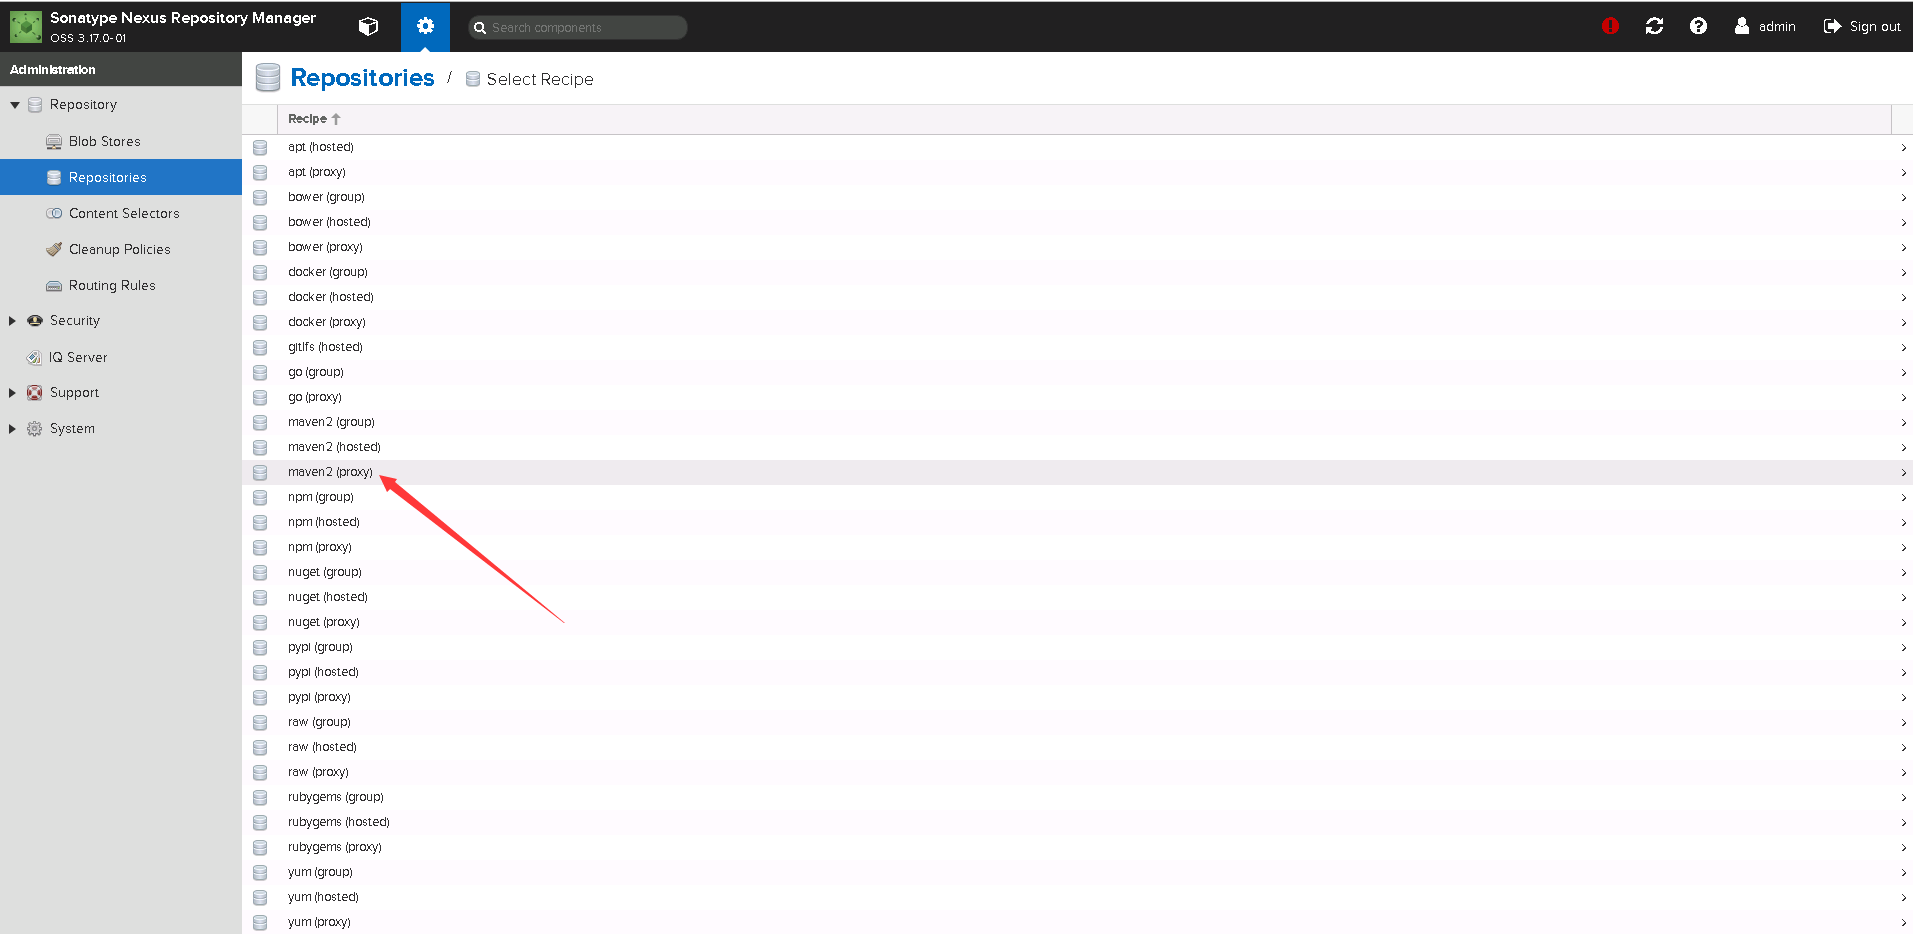 Sonatype Nexus Repository Manager
OSS 3.17.0-01
Search components
admin
Sign out
Administration
Repository
Blob Stores
Repositories
Content Selectors
Cleanup Policies
Routing Rules
Security
IQ Server
Support
System
Repositories / Select Recipe
Recipe
apt (hosted)
apt (proxy)
bower (group)
bower (hosted)
bower (proxy)
docker (group)
docker (hosted)
docker (proxy)
gitlfs (hosted)
go (group)
go (proxy)
maven2 (group)
maven2 (hosted)
maven2 (proxy)
npm (group)
npm (hosted)
npm (proxy)
nuget (group)
nuget (hosted)
nuget (proxy)
pypi (group)
pypi (hosted)
pypi (proxy)
raw (group)
raw (hosted)
raw (proxy)
rubygems (group)
rubygems (hosted)
rubygems (proxy)
yum (group)
yum (hosted)
yum (proxy)